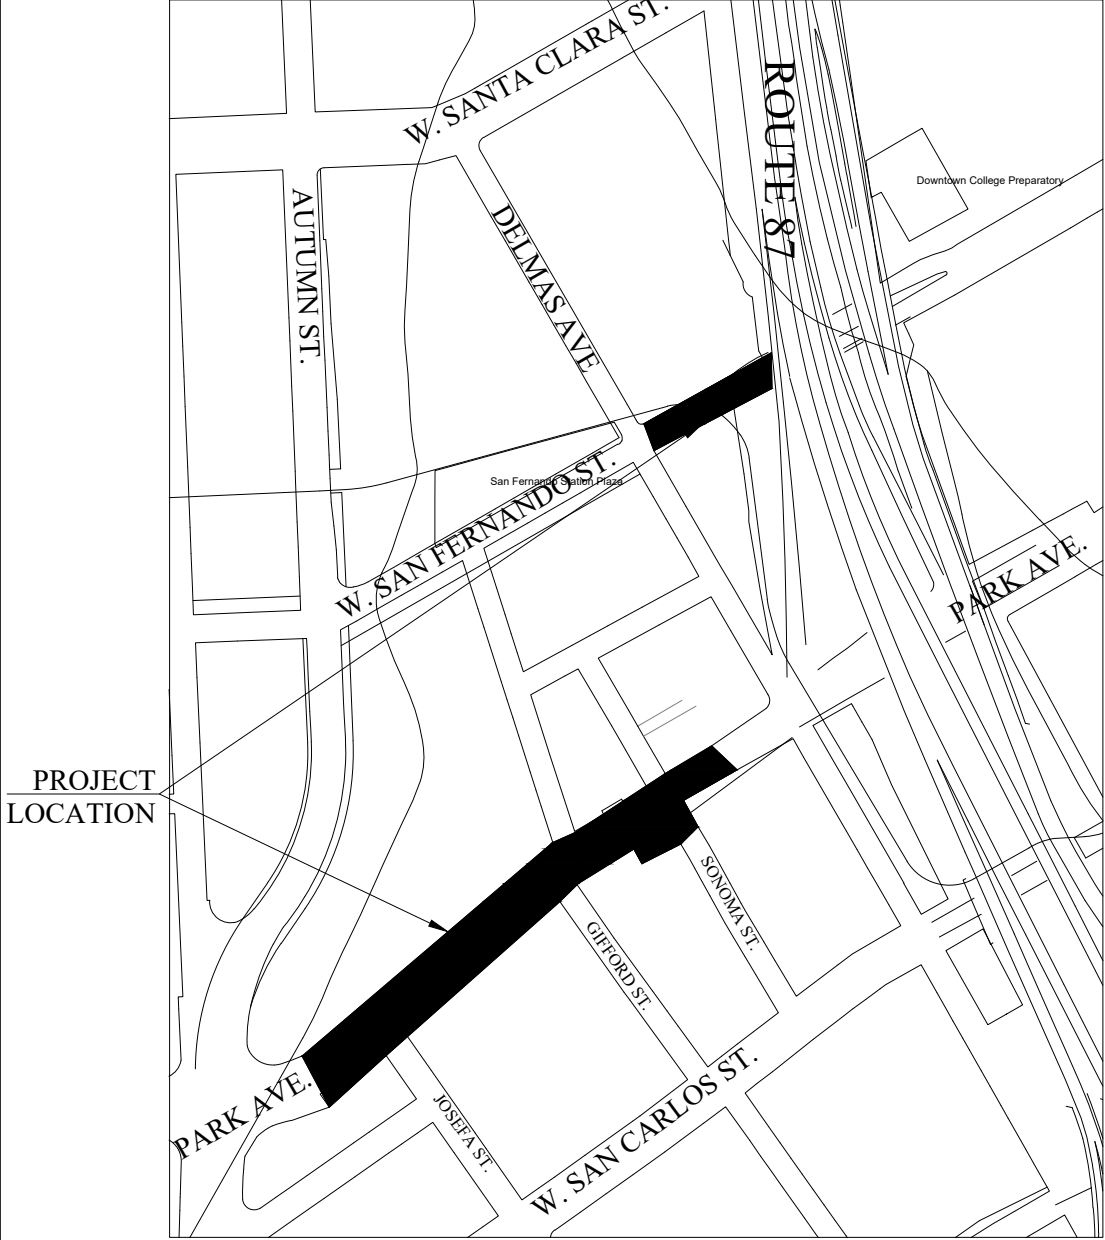 W. SANTA CLARA ST.
ROUTE 87
Downtown College Preparatory
AUTUMN ST.
DELMAS AVE
San Fernando Station Plaza
W. SAN FERNANDO ST.
PARK AVE.
PROJECT
LOCATION
SONOMA ST.
GIFFORD ST.
PARK AVE.
JOSEFA ST.
W. SAN CARLOS ST.